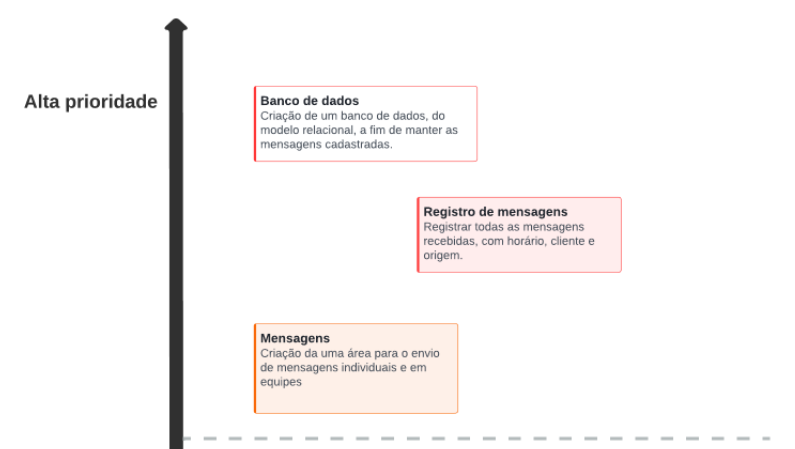 Alta prioridade
Banco de dados
Criação de um banco de dados, do
modelo relacional, a fim de manter as
mensagens cadastradas.
Registro de mensagens
Registrar todas as mensagens
recebidas, com horário, cliente e
origem.
Mensagens
Criação da uma área para o envio
de mensagens individuais e em
equipes